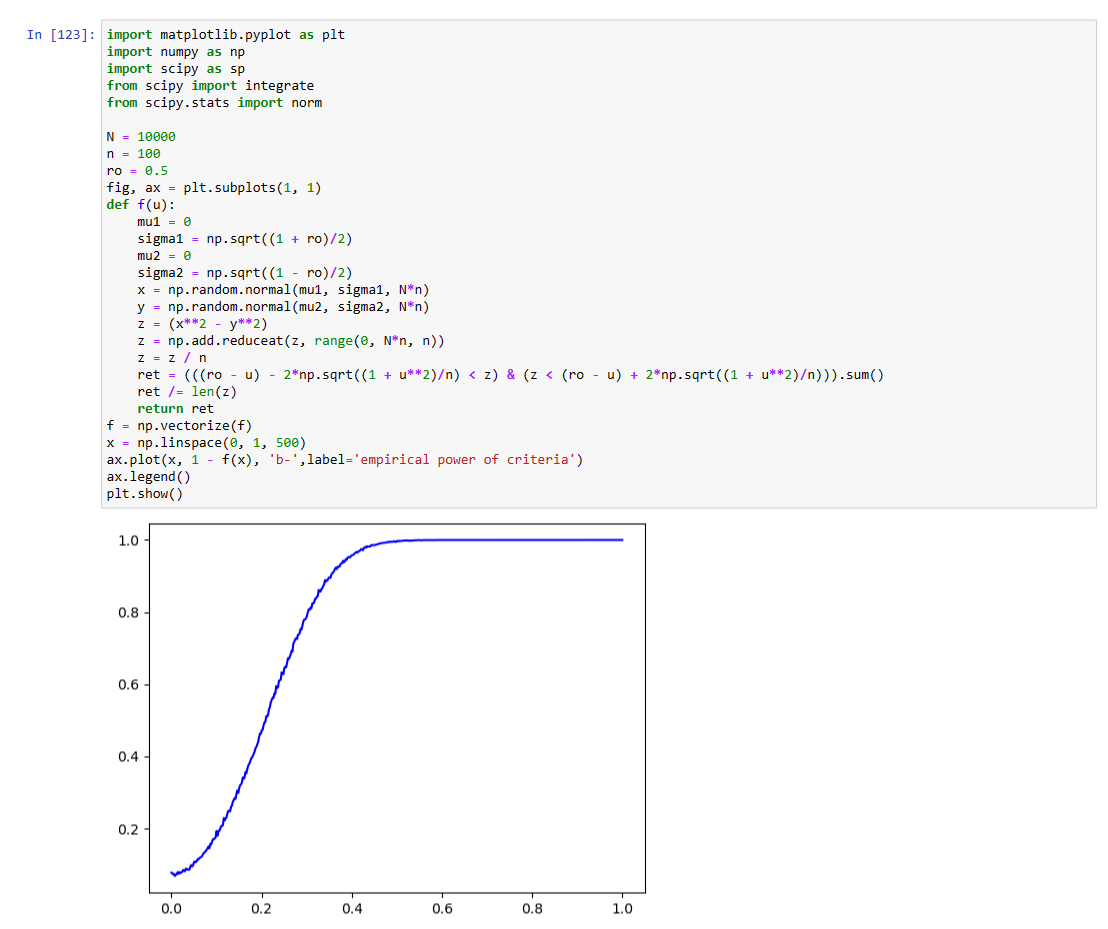 In [123]: import matplotlib.pyplot as plt
import numpy as np
import scipy as sp
from scipy import integrate
from scipy.stats import norm
N = 10000
n = 100
ro = 0.5
fig, ax = plt.subplots(1, 1)
def f(u):
    mu1 = 0
    sigma1 = np.sqrt((1 + ro)/2)
    mu2 = 0
    sigma2 = np.sqrt((1 - ro)/2)
    x = np.random.normal(mu1, sigma1, N*n)
    y = np.random.normal(mu2, sigma2, N*n)
    z = (x**2 - y**2)
    z = np.add.reduceat(z, range(0, N*n, n))
    z = z / n
    ret = (((ro - u) - 2*np.sqrt((1 + u**2)/n) < z) & (z < (ro - u) + 2*np.sqrt((1 + u**2)/n))).sum()
    ret /= len(z)
    return ret
f = np.vectorize(f)
x = np.linspace(0, 1, 500)
ax.plot(x, 1 - f(x), 'b-',label='empirical power of criteria')
ax.legend()
plt.show()
1.0
0.8
0.6
0.4
0.2
0.0 0.2 0.4 0.6 0.8 1.0